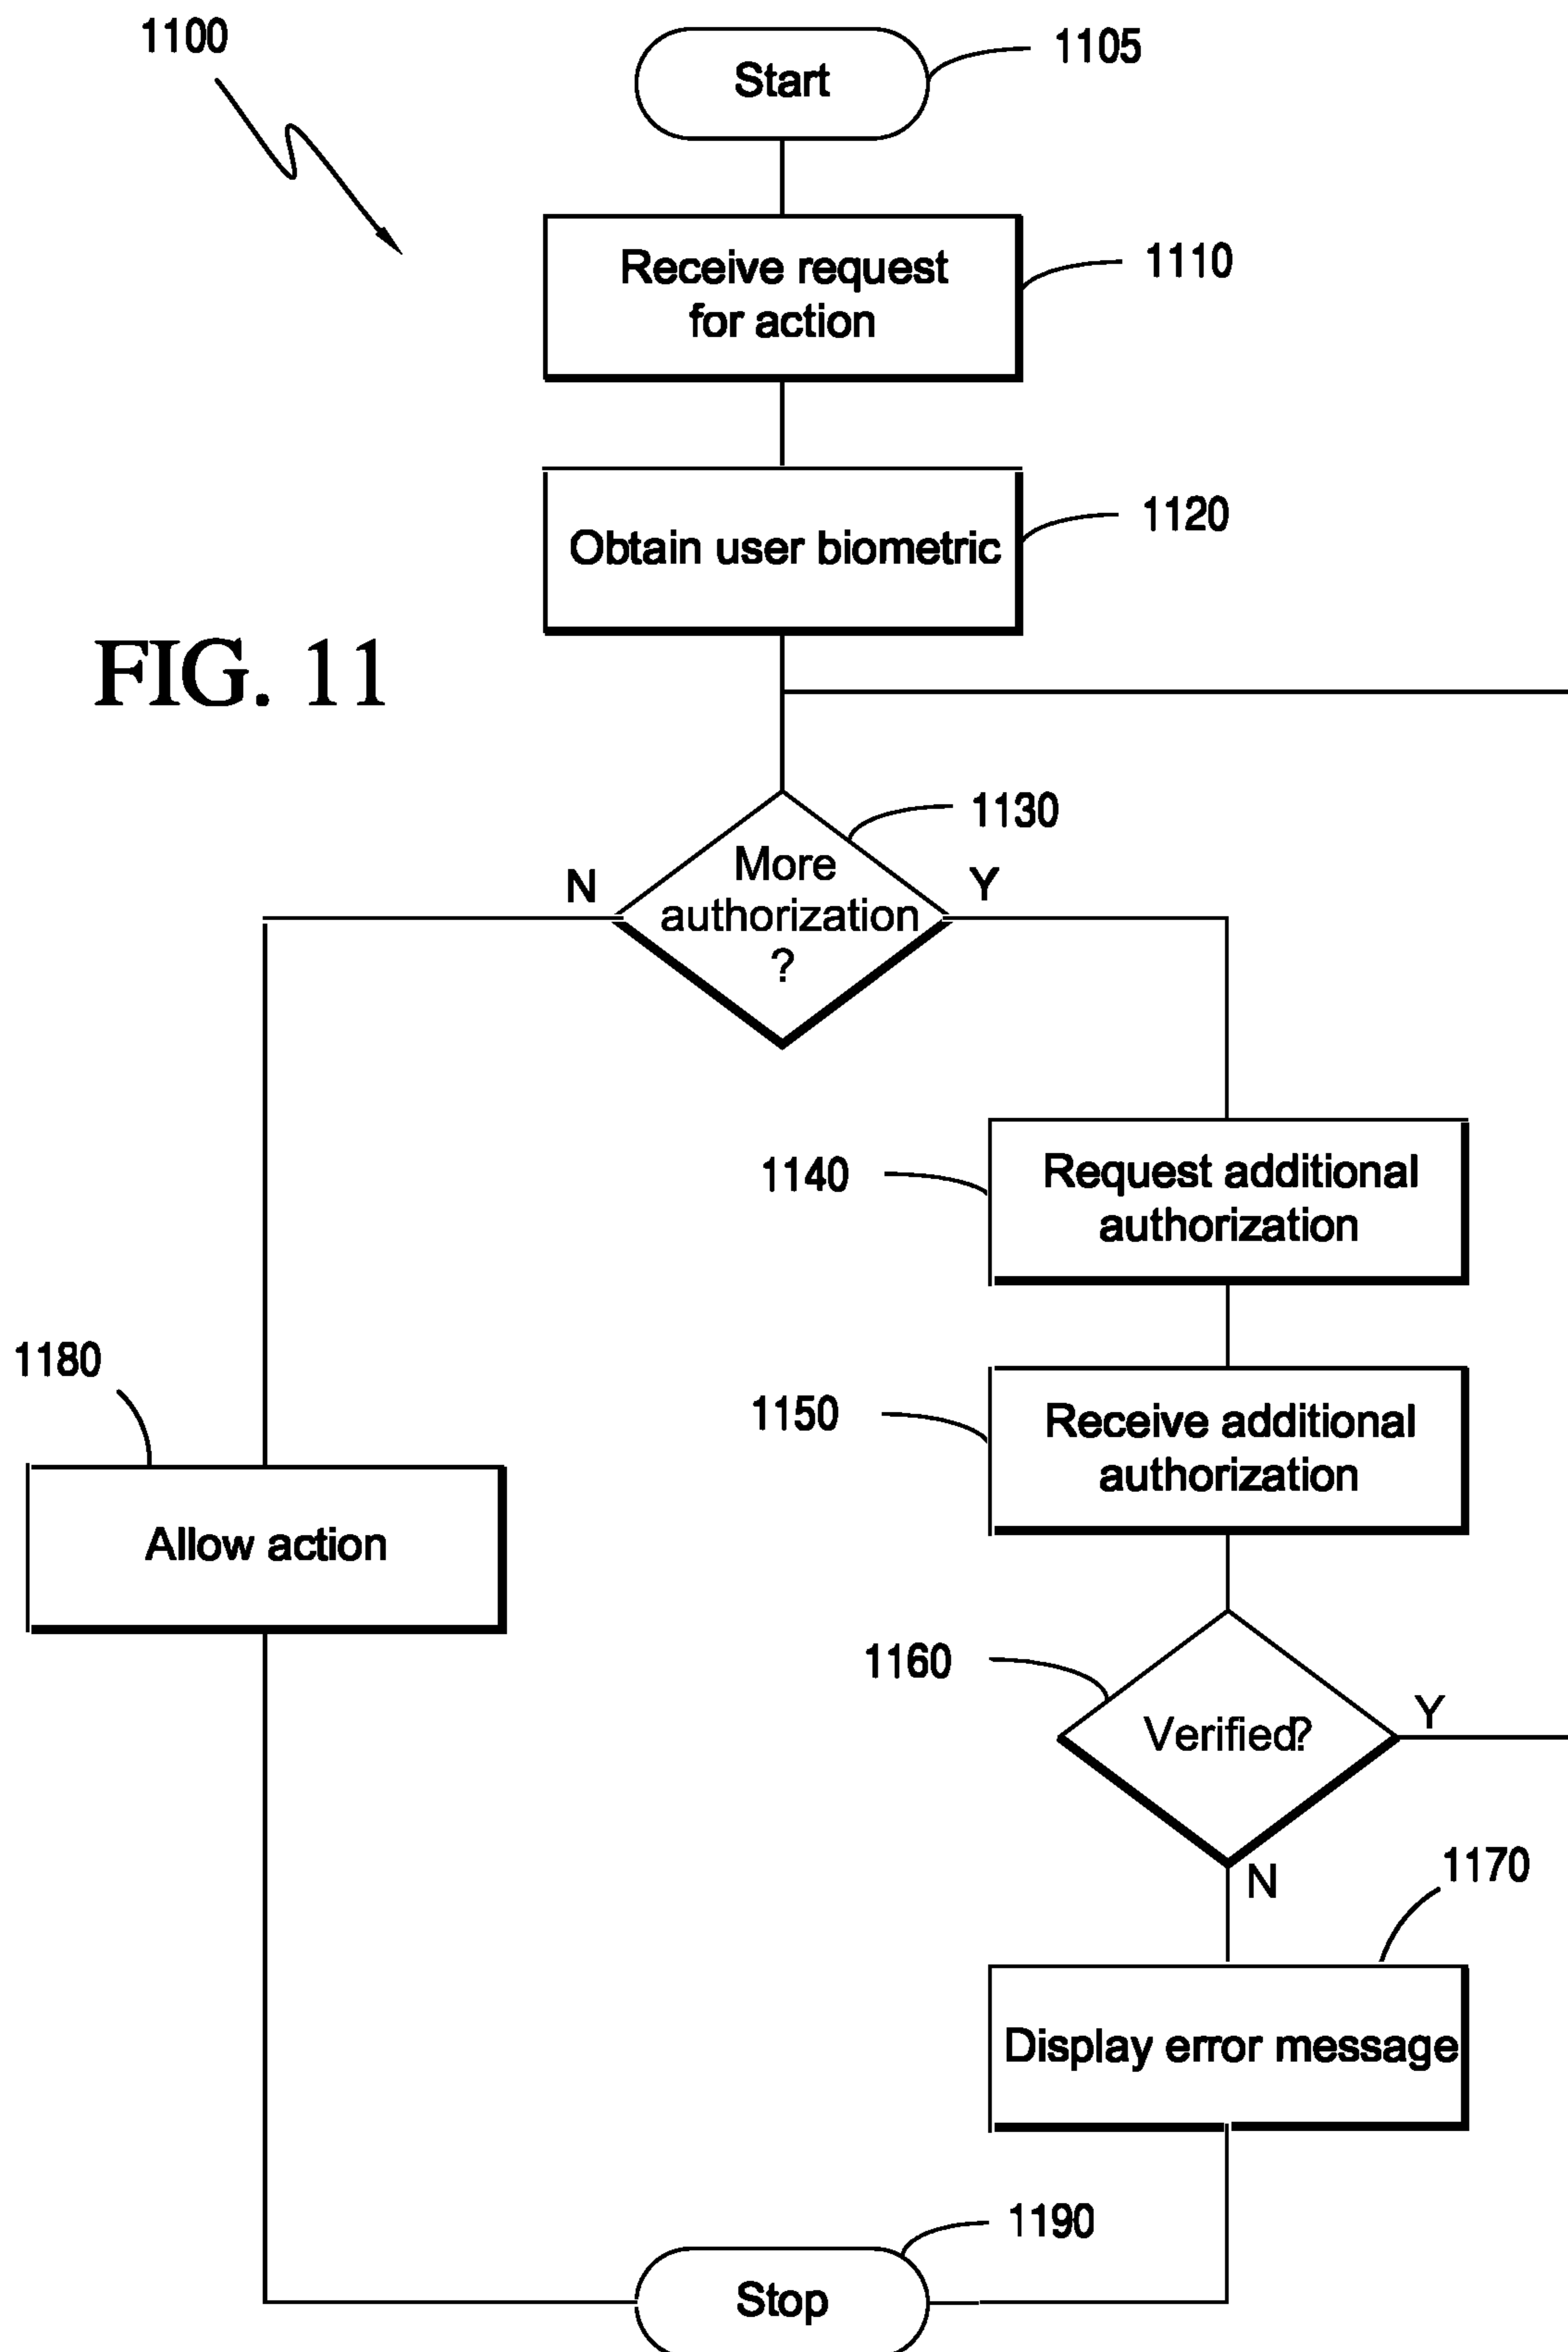 1100
Start
1105
Receive request
for action
1110
Obtain user biometric
1120
FIG. 11
1130
N
More
authorization
?
Y
1140
Request additional
authorization
1150
Receive additional
authorization
1180
Allow action
1160
Verified?
Y
N
1170
Display error message
1190
Stop